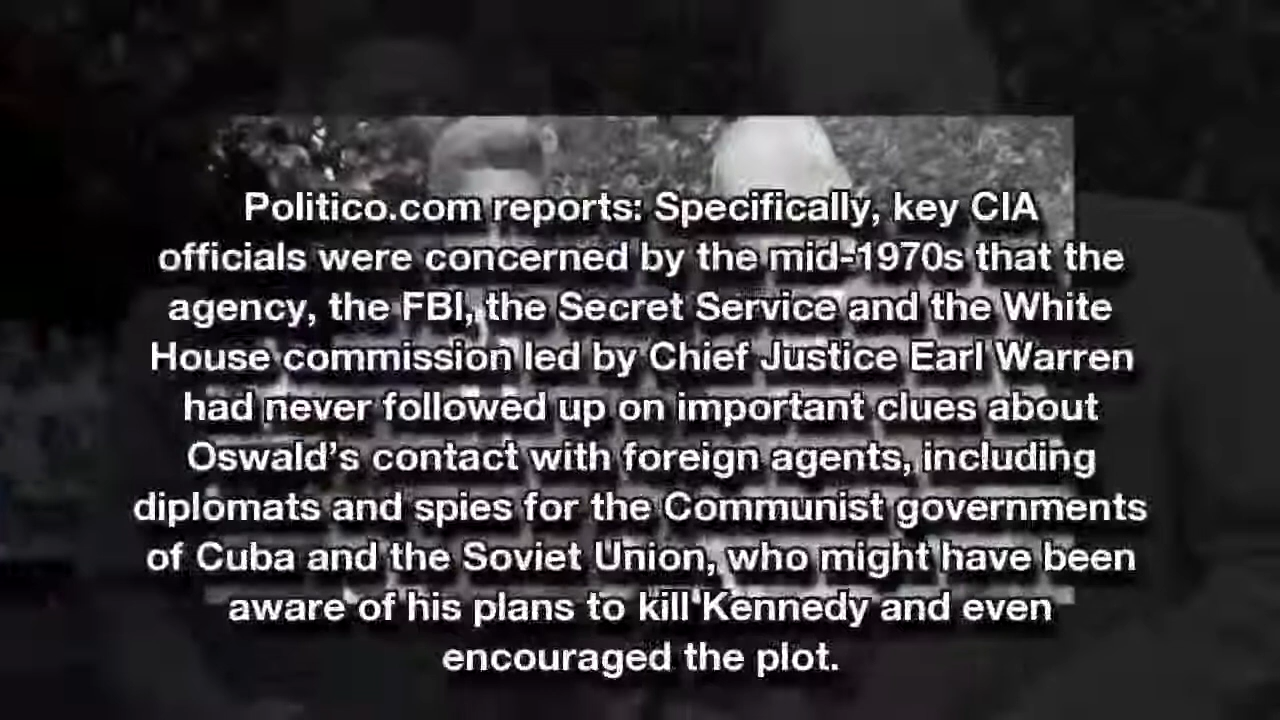 Politico.com reports: Specifically, key CIA
officials were concerned by the mid-1970s that the
agency, the FBI, the Secret Service and the White
House commission led by Chief Justice Earl Warren
had never followed up on important clues about
Oswald’s contact with foreign agents, including
diplomats and spies for the Communist governments
of Cuba and the Soviet Union, who might have been
aware of his plans to kill Kennedy and even
encouraged the plot.